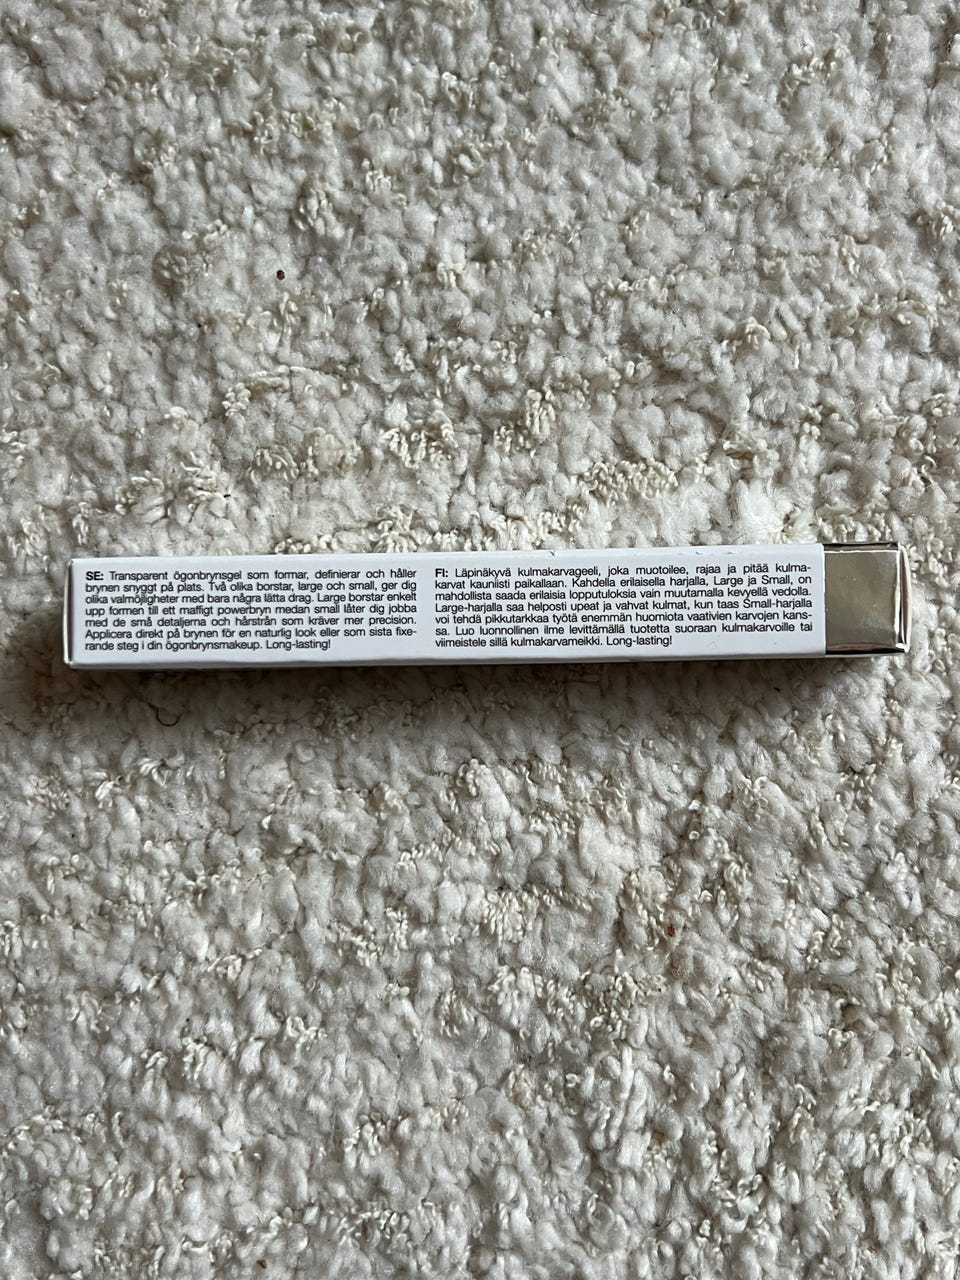 SE: Transparent ögonbrynsgel som formar, definierar och håller
brynen snyggt på plats. Två olika borstar, large och small, ger dig
olika valmöjligheter med bara några lätta drag. Large borstar enkelt
upp formen till ett maffigt powerbryn medan small låter dig jobba
med de små detaljerna och hårstrån som kräver mer precision.
Applicera direkt på brynen för en naturlig look eller som sista fixe-
rande steg i din ögonbrynsmakeup. Long-lasting!
FI: Läpinäkyvä kulmakarvageeli, joka muotoilee, rajaa ja pitää kulma-
karvat kauniisti paikallaan. Kahdella erilaisella harjalla, Large ja Small, on
mahdollista saada erilaisia lopputuloksia vain muutamalla kevyellä vedolla.
Large-harjalla saa helposti upeat ja vahvat kulmat, kun taas Small-harjalla
voi tehdä pikkutarkkaa työtä enemmän huomiota vaativien karvojen kans-
sa. Luo luonnollinen ilme levittämällä tuotetta suoraan kulmakarvoille tai
viimeistele sillä kulmakarvameikki. Long-lasting!